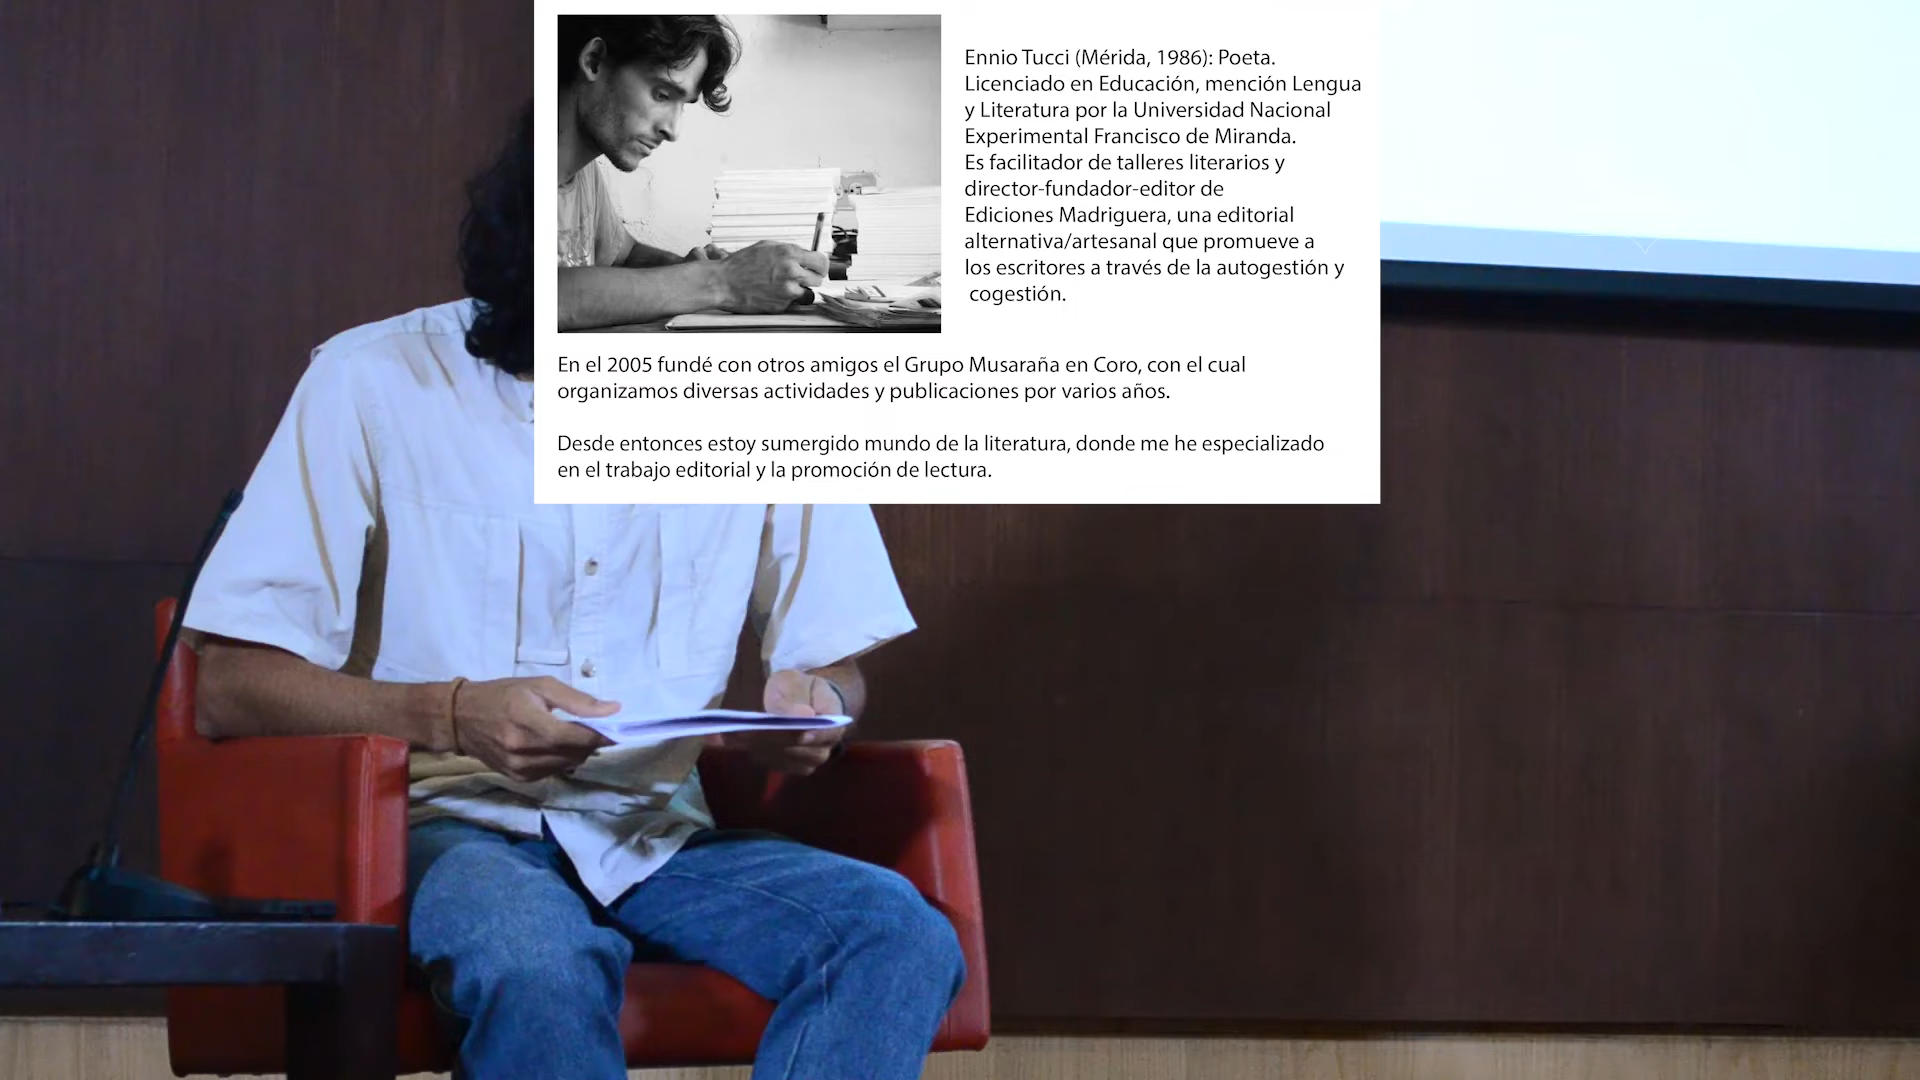 Ennio Tucci (Mérida, 1986): Poeta.
Licenciado en Educación, mención Lengua
y Literatura por la Universidad Nacional
Experimental Francisco de Miranda.
Es facilitador de talleres literarios y
director-fundador-editor de
Ediciones Madriguera, una editorial
alternativa/artesanal que promueve a
los escritores a través de la autogestión y
cogestión.
En el 2005 fundé con otros amigos el Grupo Musaraña en Coro, con el cual
organizamos diversas actividades y publicaciones por varios años.
Desde entonces estoy sumergido mundo de la literatura, donde me he especializado
en el trabajo editorial y la promoción de lectura.